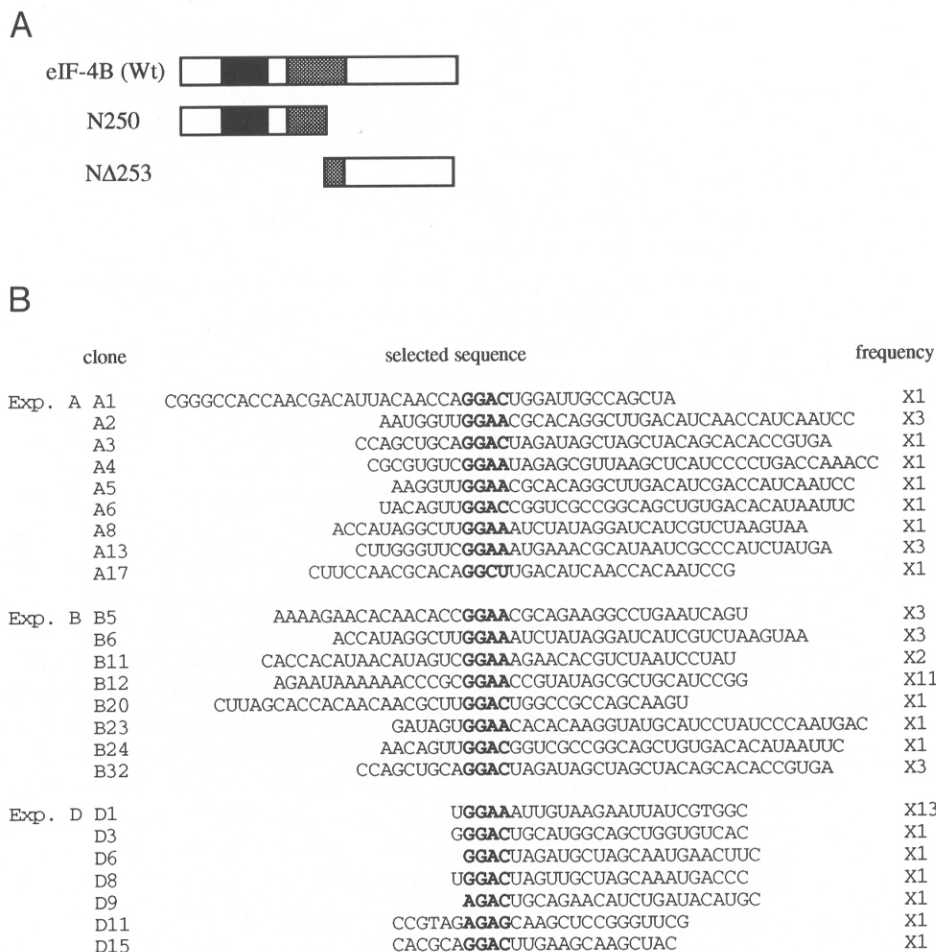 A
eIF-4B (Wt)
N250
NΔ253
B
clone selected sequence frequency
Exp. A A1 CGGGCCACCAACGACAUUACAACCAGGACUGGAUUGCCAGCUA X1
A2 AAUGGUUGGAACGCACAGGCUUGACAUCAACCAUCAAUCC X3
A3 CCAGCUGCAGGACUAGAUAGCUAGCUACAGCACACCGUGA X1
A4 CGCGUGUCGGAAUAGAGCGUUAAGCUCAUCCCCUGACCAAACC X1
A5 AAGGUUGGAACGCACAGGCUUGACAUCGACCAUCAAUCC X1
A6 UACAGUUGGACCGGUCGCCGGCAGCUGUGACACAUAAUUC X1
A8 ACCAUAGGCUUGGAAAUCUAUAGGAUCAUCGUCUAAGUAA X1
A13 CUUGGGUUCGGAAAUGAAACGCAUAAUCGCCCAUCUAUGA X3
A17 CUUCCAACGCACAGGCUUGACAUCAACCACAAUCCG X1
Exp. B B5 AAAAGAACACAACACCGGAACGCAGAAGGCCUGAAUCAGU X3
B6 ACCAUAGGCUUGGAAAUCUAUAGGAUCAUCGUCUAAGUAA X3
B11 CACCACAUAACAUAGUCGGAAAGAACACGUCUAAUCCUAU X2
B12 AGAAUAAAAAACCCGCGGAACCGUAUAGCGCUGCAUCCGG X11
B20 CUUAGCACCACAACAACGCUUGGACUGGCCGCCAGCAAGU X1
B23 GAUAGUGGAACACACAAGGUAUGCAUCCUAUCCCAAUGAC X1
B24 AACAGUUGGACGGUCGCCGGCAGCUGUGACACAUAAUUC X1
B32 CCAGCUGCAGGACUAGAUAGCUAGCUACAGCACACCGUGA X3
Exp. D D1 UGGAAAUUGUAAGAAUUAUCGTGGC X13
D3 GGGACUGCAUGGCAGCUGGUGUCAC X1
D6 GGACUAGAUGCUAGCAAUGAACUUC X1
D8 UGGACUAGUUGCUAGCAAAUGACCC X1
D9 AGACUGCAGAACAUCUGAUACAUGC X1
D11 CCGUAGAGAGCAAGCUCCGGGUUCG X1
D15 CACGCAGGACUUGAAGCAAGCUAC X1